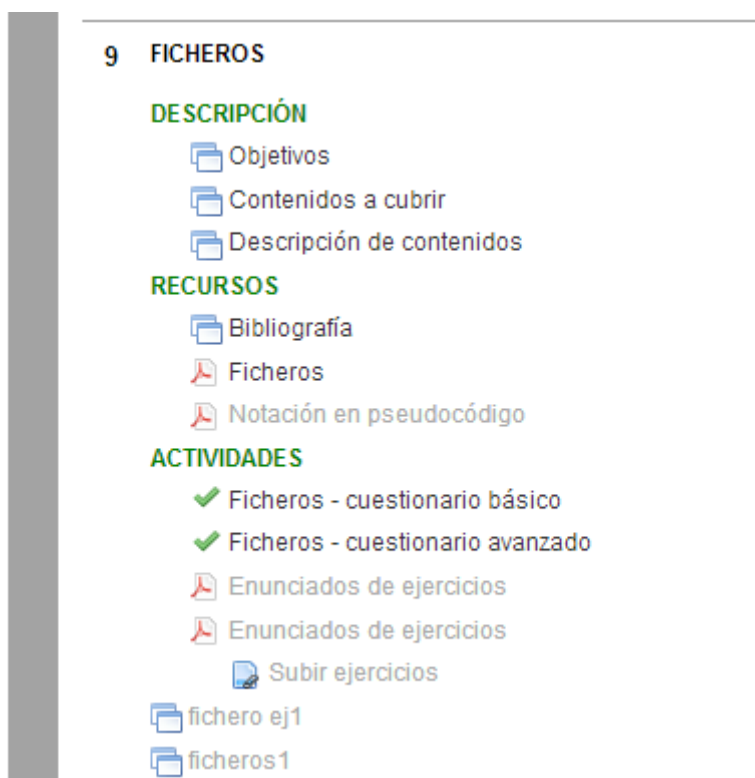 9 FICHEROS
DESCRIPCIÓN
Objetivos
Contenidos a cubrir
Descripción de contenidos
RECURSOS
Bibliografía
Ficheros
Notación en pseudocódigo
ACTIVIDADES
Ficheros - cuestionario básico
Ficheros - cuestionario avanzado
Enunciados de ejercicios
Enunciados de ejercicios
Subir ejercicios
fichero ej1
ficheros1